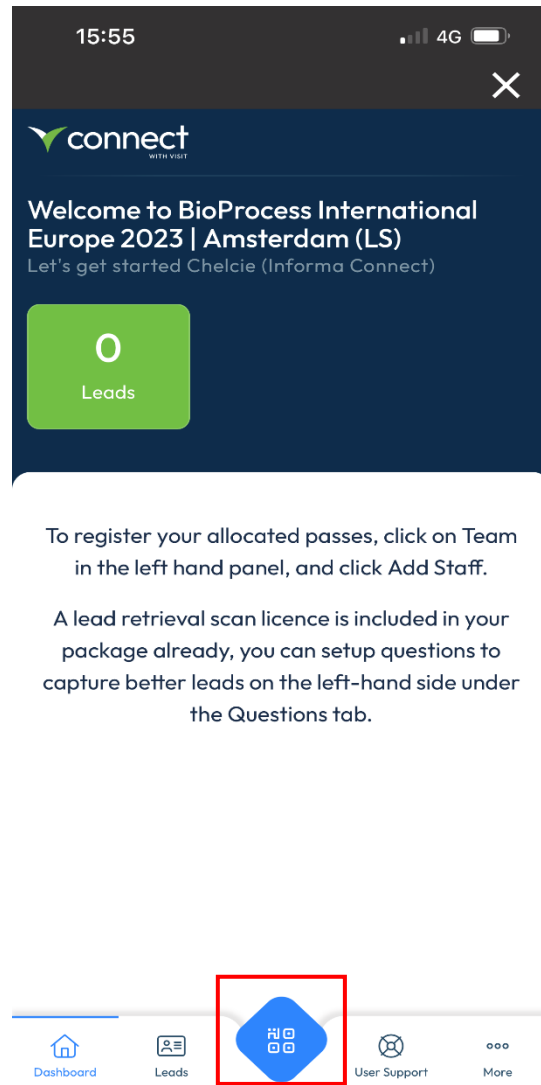 15:55
4G
connect
WITH VISIT
Welcome to BioProcess International
Europe 2023 | Amsterdam (LS)
Let's get started Chelcie (Informa Connect)
0
Leads
To register your allocated passes, click on Team
in the left hand panel, and click Add Staff.
A lead retrieval scan licence is included in your
package already, you can setup questions to
capture better leads on the left-hand side under
the Questions tab.
Dashboard
Leads
User Support
More